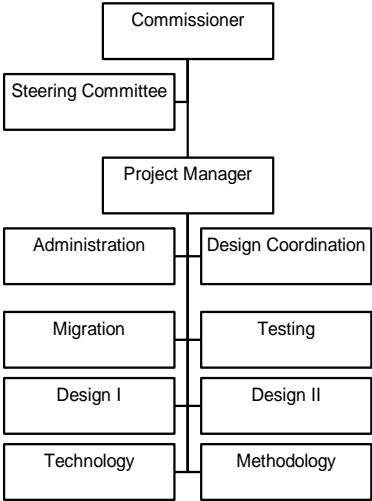 Commissioner
Steering Committee
Project Manager
Administration
Design Coordination
Migration
Testing
Design I
Design II
Technology
Methodology